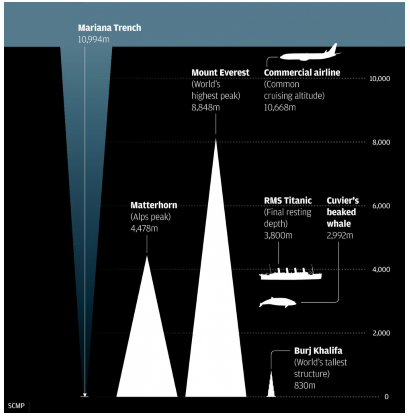 Mariana Trench
10,994m
Mount Everest
(World's
highest peak)
8,848m
Commercial airline
(Common
cruising altitude)
10,668m
10,000
8,000
Matterhorn
(Alps peak)
4,478m
RMS Titanic
(Final resting
depth)
3,800m
Cuvier's
beaked
whale
2,992m
6,000
4,000
2,000
Burj Khalifa
(World's tallest
structure)
830m
0
SCMP